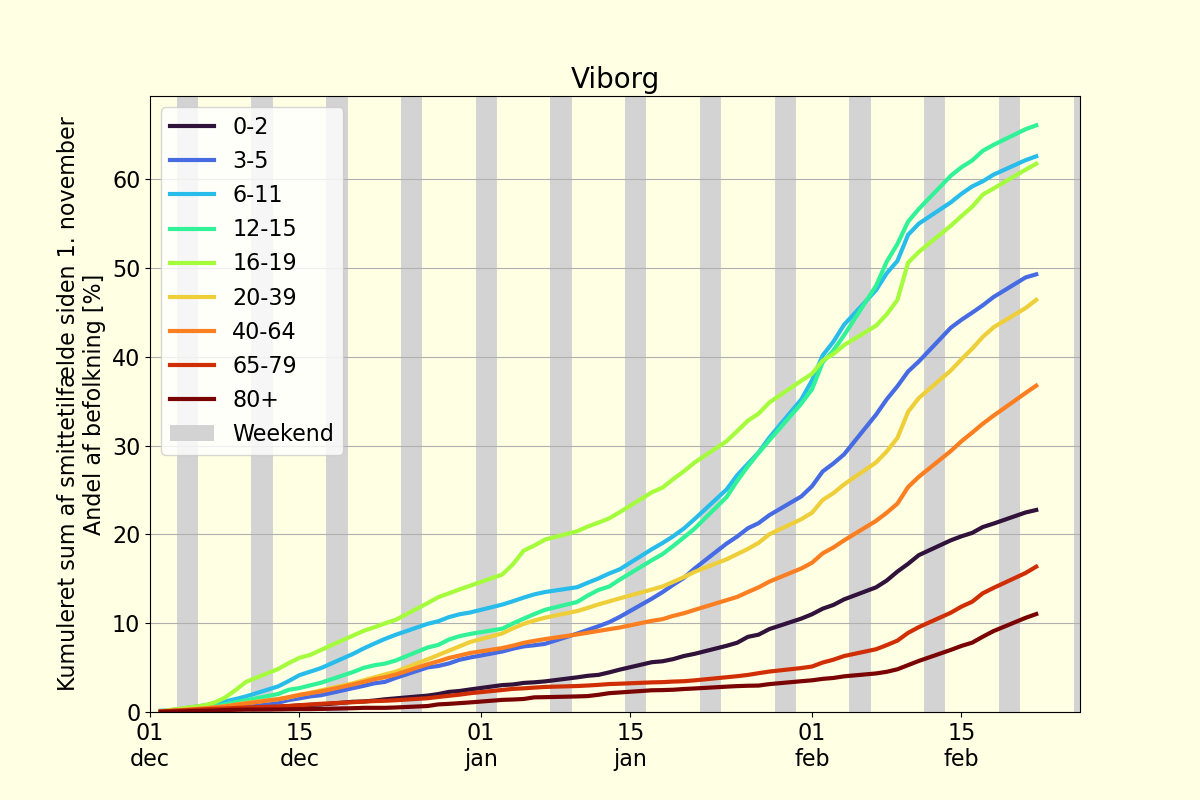 Viborg
Kumuleret sum af smittetilfælde siden 1. november
Andel af befolkning [%]
60
50
40
30
20
10
0
0-2
3-5
6-11
12-15
16-19
20-39
40-64
65-79
80+
Weekend
01
dec
15
dec
01
jan
15
jan
01
feb
15
feb